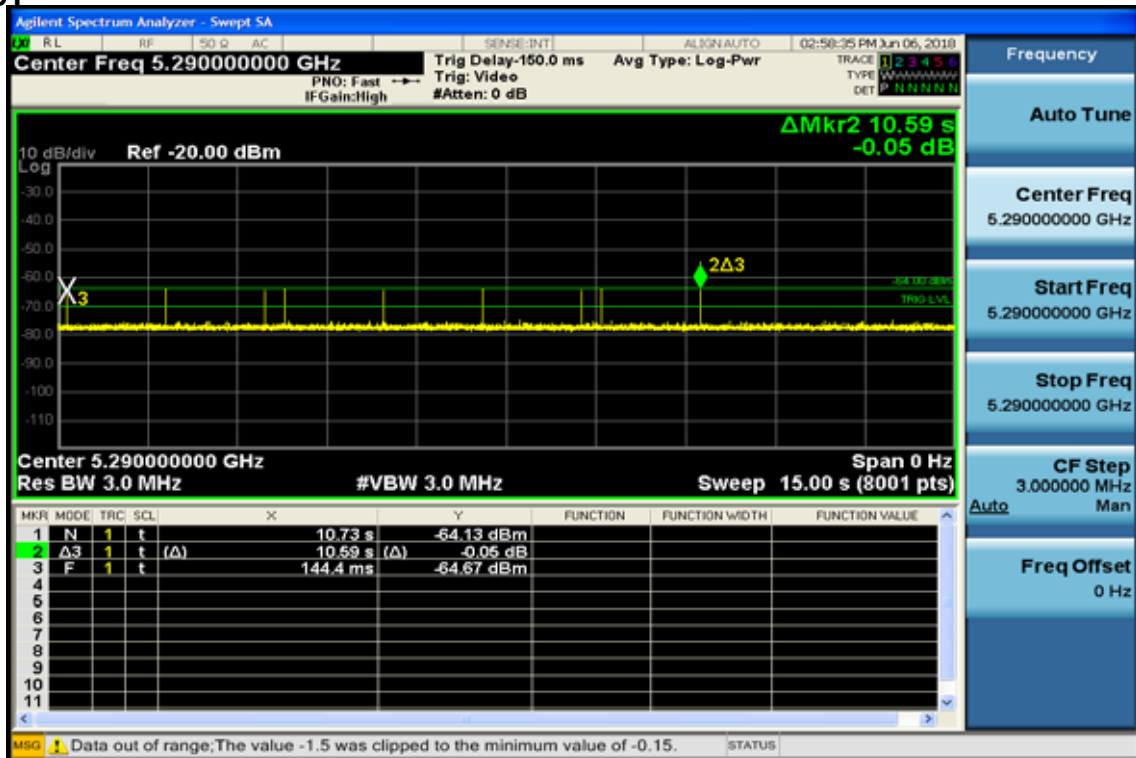 Agilent Spectrum Analyzer - Swept SA
RL RF 50 Ω AC SENSE:INT ALIGNAUTO 02:58:35 PM Jun 06, 2018
Center Freq 5.290000000 GHz Trig Delay-150.0 ms Avg Type: Log-Pwr TRACE 1 2 3 4 5 6
PNO: Fast Trig: Video TYPE
IFGain:High #Atten: 0 dB DET P N N N N N
ΔMkr2 10.59 s
10 dB/div Ref -20.00 dBm -0.05 dB
Log
-30.0
-40.0
-50.0
2Δ3
-60.0
-64.00 dBm
3
-70.0 TRIG LVL
-80.0
-90.0
-100
-110
Center 5.290000000 GHz Span 0 Hz
Res BW 3.0 MHz #VBW 3.0 MHz Sweep 15.00 s (8001 pts)
MKR MODE TRC SCL X Y FUNCTION FUNCTION WIDTH FUNCTION VALUE
1 N 1 t 10.73 s -64.13 dBm
2 Δ3 1 t (Δ) 10.59 s (Δ) -0.05 dB
3 F 1 t 144.4 ms -64.67 dBm
4
5
6
7
8
9
10
11
MSG Data out of range;The value -1.5 was clipped to the minimum value of -0.15. STATUS
Frequency
Auto Tune
Center Freq
5.290000000 GHz
Start Freq
5.290000000 GHz
Stop Freq
5.290000000 GHz
CF Step
3.000000 MHz
Auto Man
Freq Offset
0 Hz